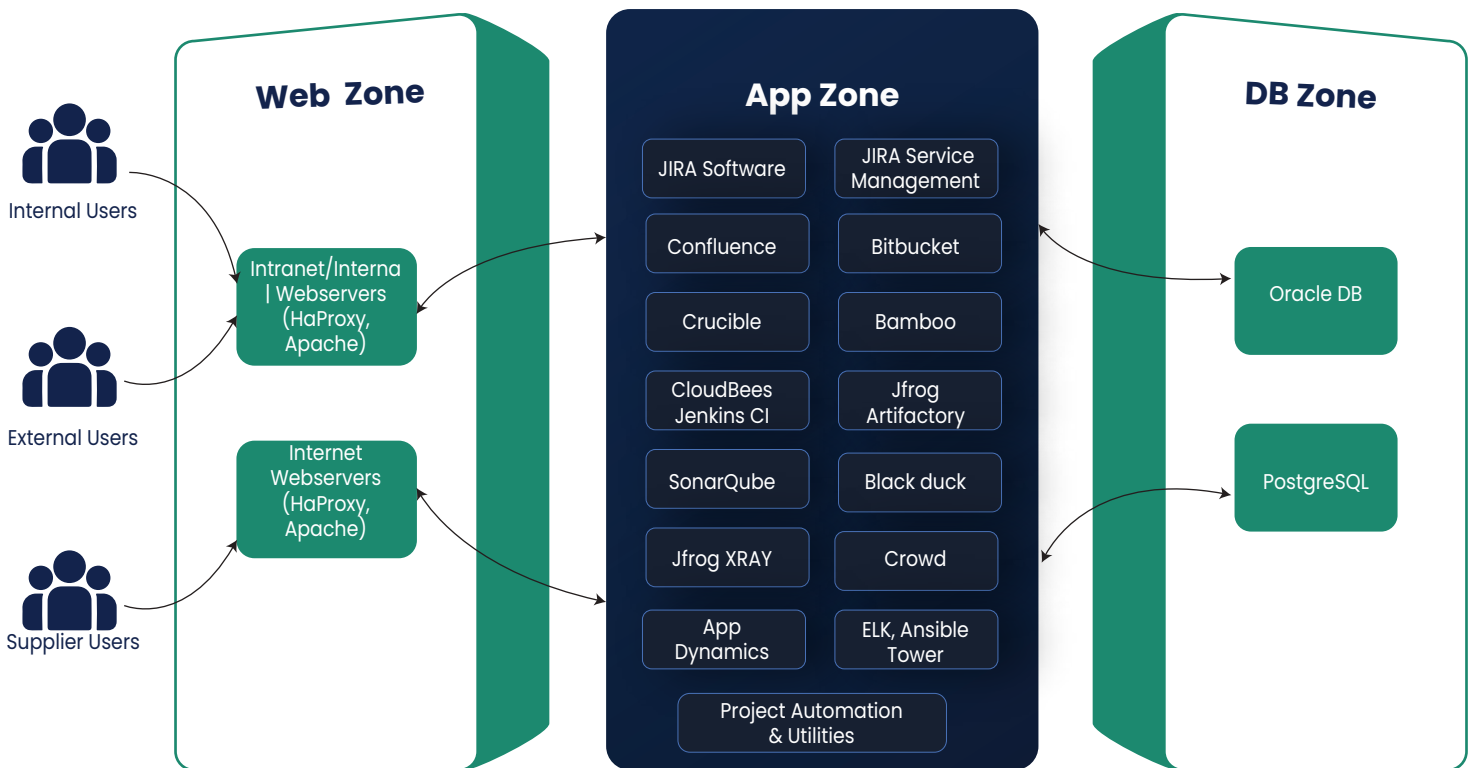 Web Zone
App Zone
DB Zone
Internal Users
External Users
Supplier Users
Intranet/Interna
l Webservers
(HaProxy,
Apache)
Internet
Webservers
(HaProxy,
Apache)
JIRA Software
JIRA Service
Management
Confluence
Bitbucket
Crucible
Bamboo
CloudBees
Jenkins CI
Jfrog
Artifactory
SonarQube
Black duck
Jfrog XRAY
Crowd
App
Dynamics
ELK, Ansible
Tower
Project Automation
& Utilities
Oracle DB
PostgreSQL